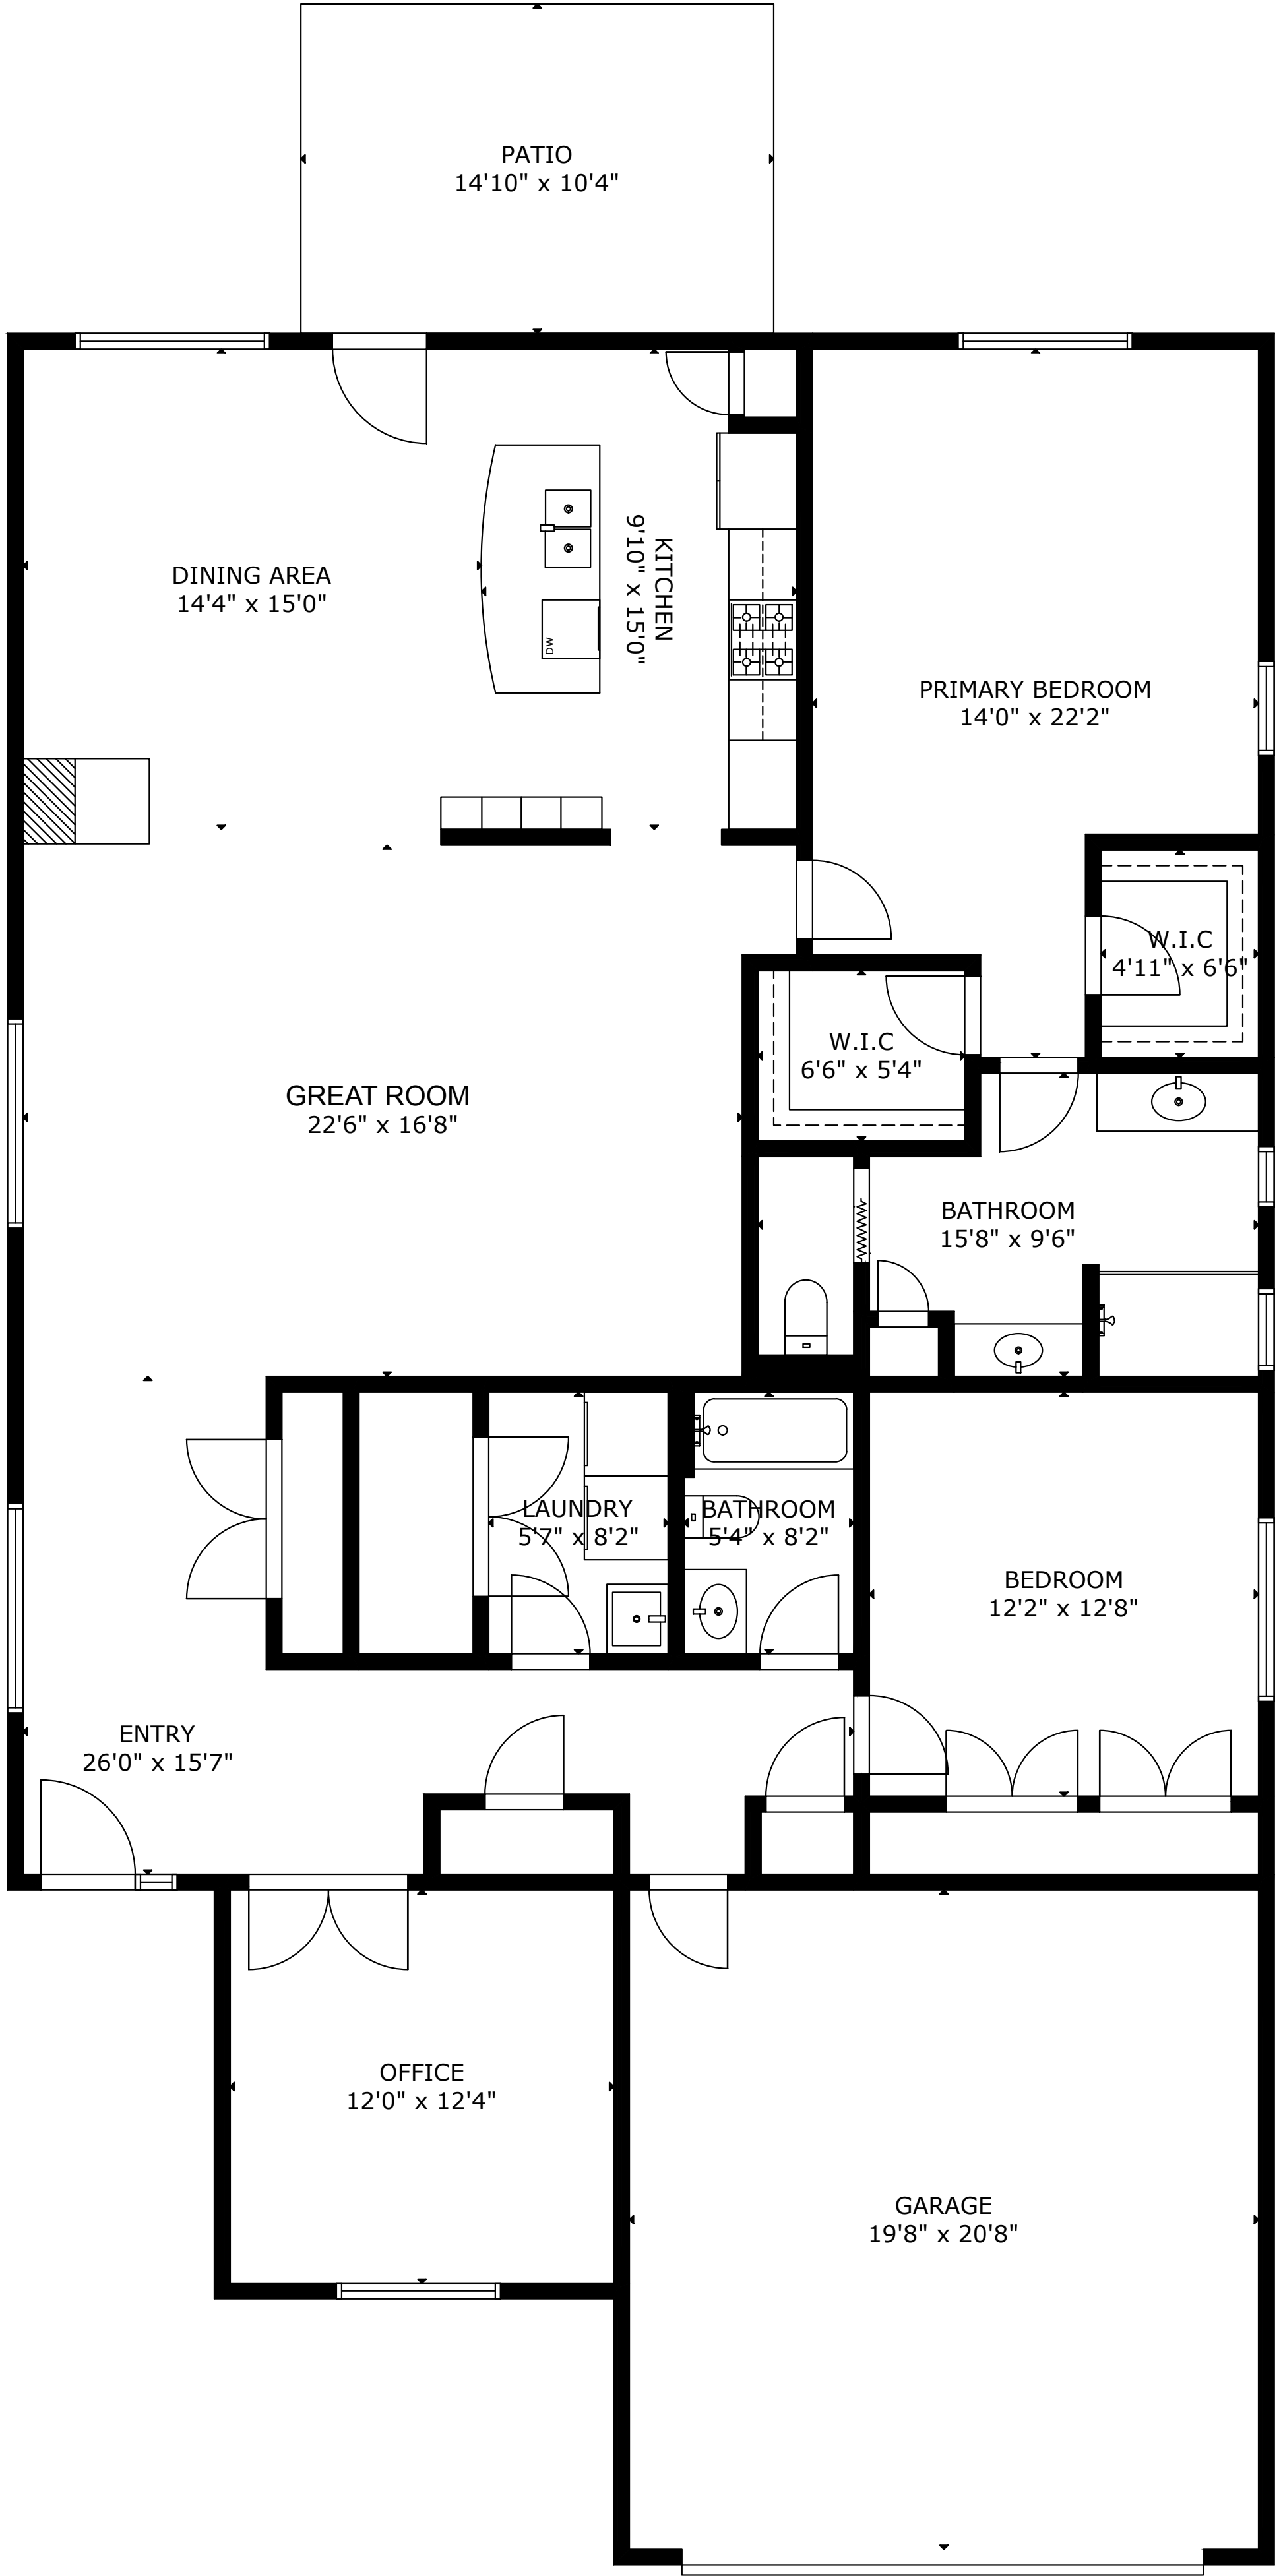 PATIO
14'10" x 10'4"
DINING AREA
14'4" x 15'0"
KITCHEN
9'10" x 15'0"
DW
PRIMARY BEDROOM
14'0" x 22'2"
W.I.C
4'11" x 6'6"
W.I.C
6'6" x 5'4"
GREAT ROOM
22'6" x 16'8"
BATHROOM
15'8" x 9'6"
LAUNDRY
5'7" x 8'2"
BATHROOM
5'4" x 8'2"
BEDROOM
12'2" x 12'8"
ENTRY
26'0" x 15'7"
OFFICE
12'0" x 12'4"
GARAGE
19'8" x 20'8"